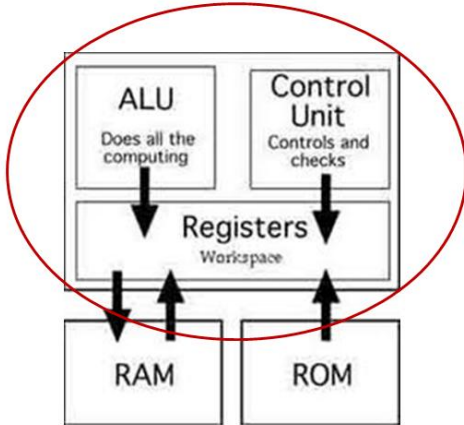 ALU
Does all the
computing
Control
Unit
Controls and
checks
Registers
Workspace
RAM
ROM